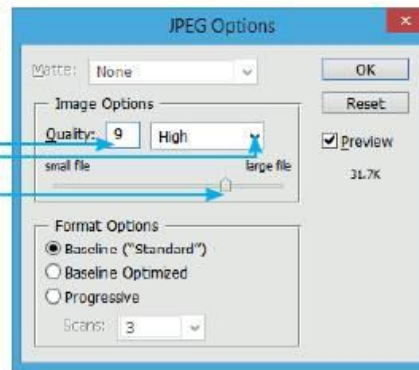 JPEG Options
Matte: None
OK
Image Options
Reset
Quality: 9 High
Preview
small file large file
31.7K
Format Options
Baseline ("Standard")
Baseline Optimized
Progressive
Scans: 3